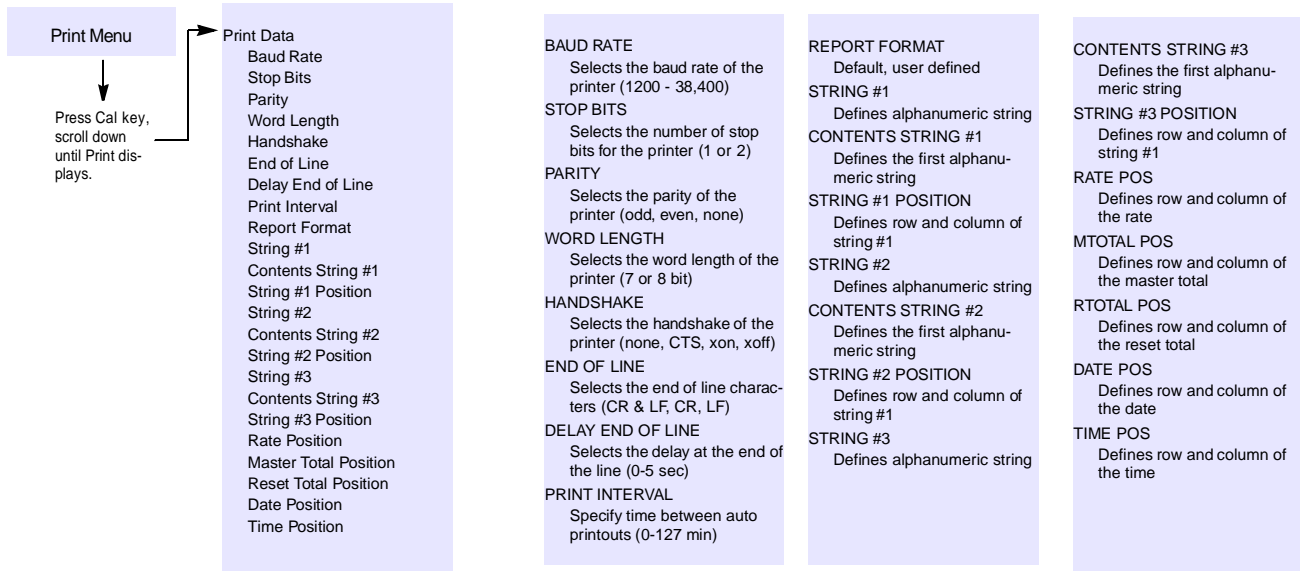 Print Menu
Press Cal key,
scroll down
until Print dis-
plays.
Print Data
Baud Rate
Stop Bits
Parity
Word Length
Handshake
End of Line
Delay End of Line
Print Interval
Report Format
String #1
Contents String #1
String #1 Position
String #2
Contents String #2
String #2 Position
String #3
Contents String #3
String #3 Position
Rate Position
Master Total Position
Reset Total Position
Date Position
Time Position
BAUD RATE
Selects the baud rate of the
printer (1200 - 38,400)
STOP BITS
Selects the number of stop
bits for the printer (1 or 2)
PARITY
Selects the parity of the
printer (odd, even, none)
WORD LENGTH
Selects the word length of the
printer (7 or 8 bit)
HANDSHAKE
Selects the handshake of the
printer (none, CTS, xon, xoff)
END OF LINE
Selects the end of line charac-
ters (CR & LF, CR, LF)
DELAY END OF LINE
Selects the delay at the end of
the line (0-5 sec)
PRINT INTERVAL
Specify time between auto
printouts (0-127 min)
REPORT FORMAT
Default, user defined
STRING #1
Defines alphanumeric string
CONTENTS STRING #1
Defines the first alphanu-
meric string
STRING #1 POSITION
Defines row and column of
string #1
STRING #2
Defines alphanumeric string
CONTENTS STRING #2
Defines the first alphanu-
meric string
STRING #2 POSITION
Defines row and column of
string #1
STRING #3
Defines alphanumeric string
CONTENTS STRING #3
Defines the first alphanu-
meric string
STRING #3 POSITION
Defines row and column of
string #1
RATE POS
Defines row and column of
the rate
MTOTAL POS
Defines row and column of
the master total
RTOTAL POS
Defines row and column of
the reset total
DATE POS
Defines row and column of
the date
TIME POS
Defines row and column of
the time